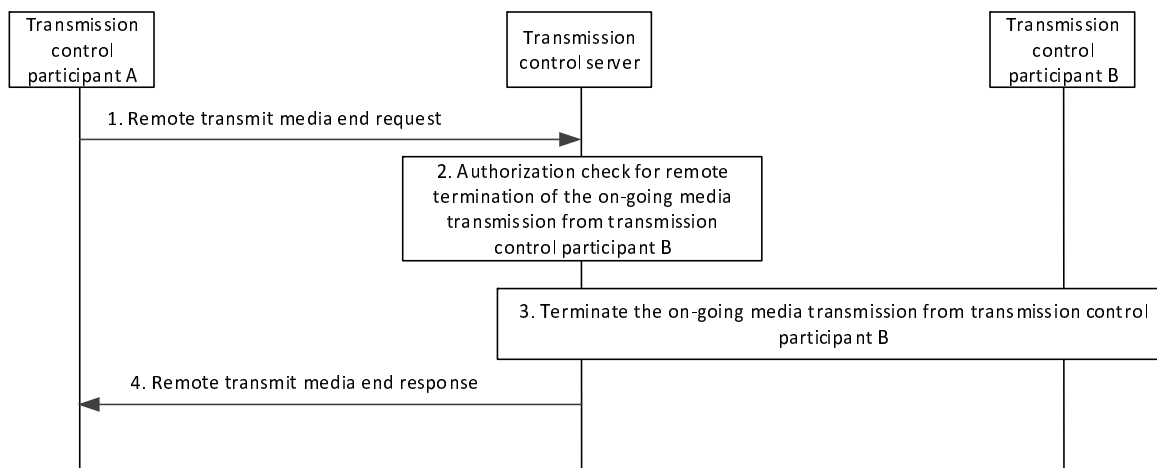 Transmission
control
participant A
Transmission
control server
Transmission
control
participant B
1. Remote transmit media end request
2. Authorization check for remote
termination of the on-going media
transmission from transmission
control participant B
3. Terminate the on-going media transmission from transmission control
participant B
4. Remote transmit media end response